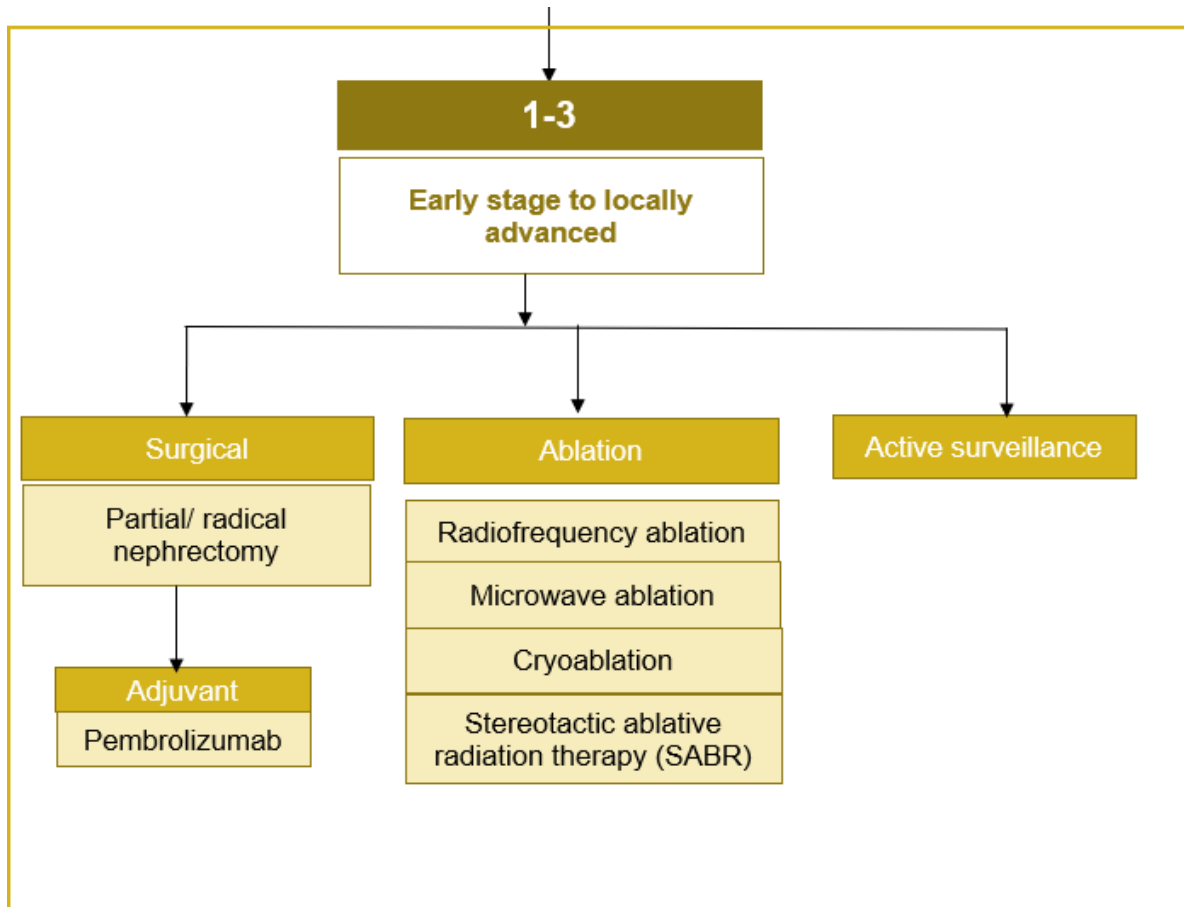 1-3
Early stage to locally
advanced
Surgical
Partial/ radical
nephrectomy
Adjuvant
Pembrolizumab
Ablation
Radiofrequency ablation
Microwave ablation
Cryoablation
Stereotactic ablative
radiation therapy (SABR)
Active surveillance